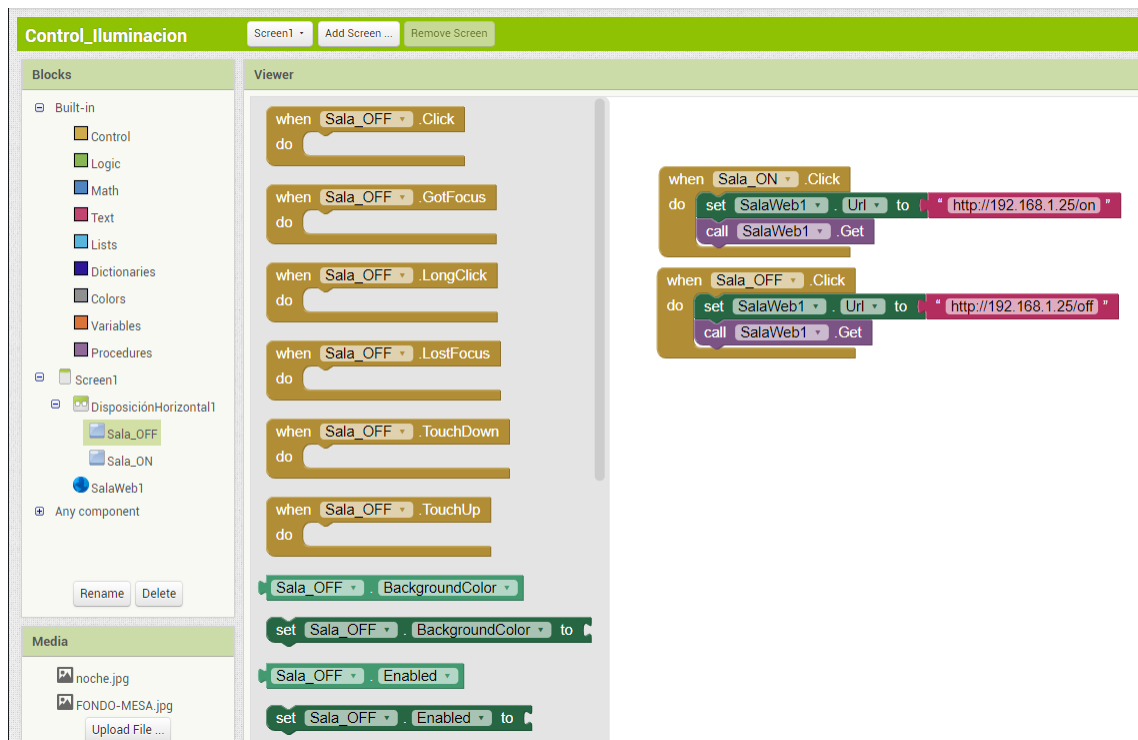 Control_Iluminacion
Screen1
Add Screen ...
Remove Screen
Blocks
Viewer
Built-in
Control
Logic
Math
Text
Lists
Dictionaries
Colors
Variables
Procedures
Screen1
DisposiciónHorizontal1
Sala_OFF
Sala_ON
SalaWeb1
Any component
Rename
Delete
Media
noche.jpg
FONDO-MESA.jpg
Upload File ...
when Sala_OFF .Click
do
when Sala_OFF .GotFocus
do
when Sala_OFF .LongClick
do
when Sala_OFF .LostFocus
do
when Sala_OFF .TouchDown
do
when Sala_OFF .TouchUp
do
Sala_OFF . BackgroundColor
set Sala_OFF . BackgroundColor to
Sala_OFF . Enabled
set Sala_OFF . Enabled to
when Sala_ON .Click
do set SalaWeb1 . Url to “ http://192.168.1.25/on ”
call SalaWeb1 .Get
when Sala_OFF .Click
do set SalaWeb1 . Url to “ http://192.168.1.25/off ”
call SalaWeb1 .Get